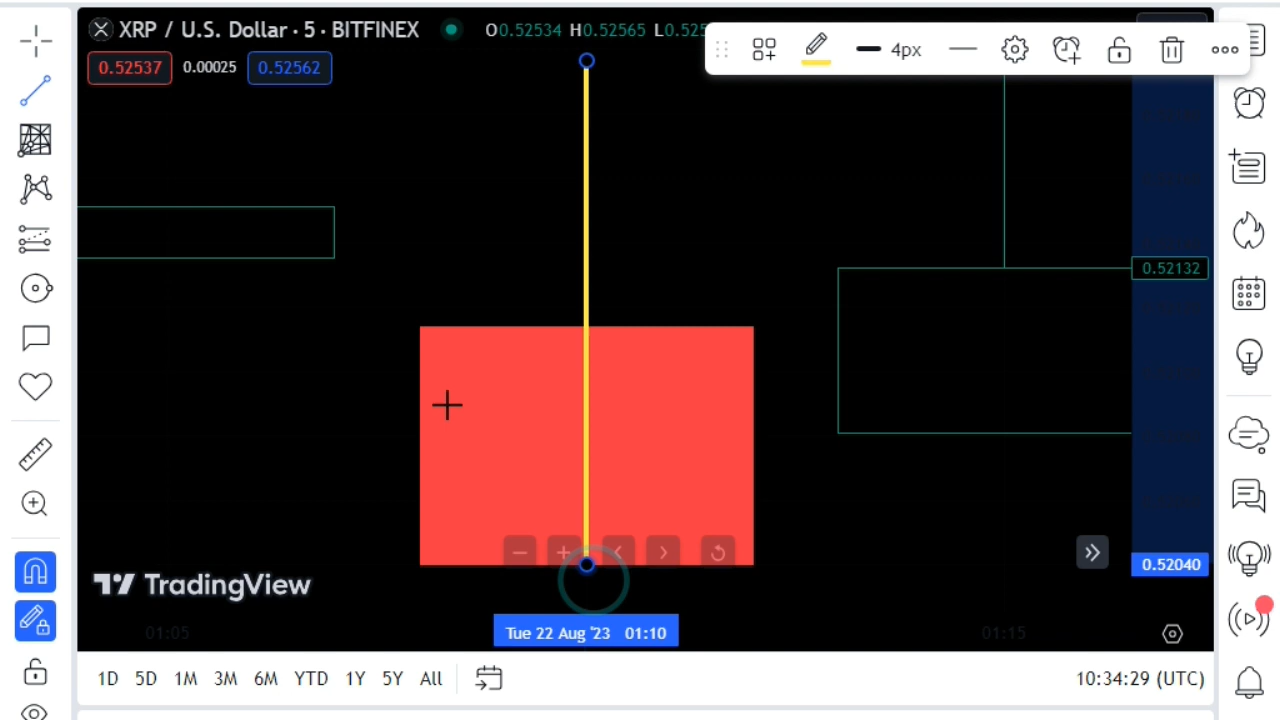 XRP / U.S. Dollar · 5 · BITFINEX
O0.52534 H0.52565 L0.525
4px
0.52537 0.00025 0.52562
0.52132
0.52040
TradingView
01:05
Tue 22 Aug '23 01:10
01:15
1D 5D 1M 3M 6M YTD 1Y 5Y All
10:34:29 (UTC)